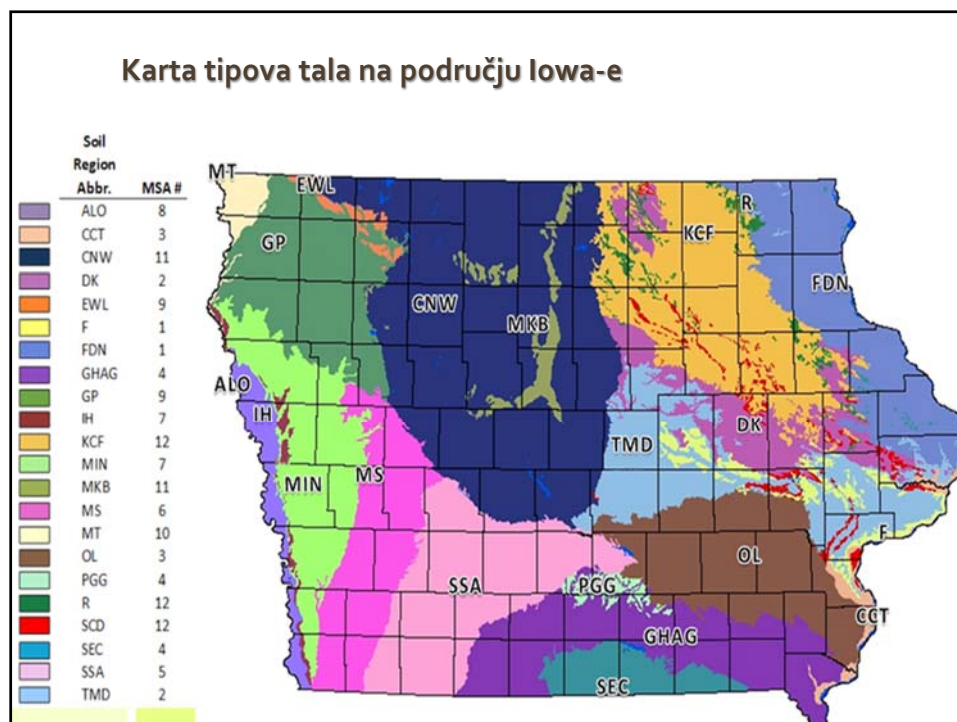 Karta tipova tala na području Iowa-e
Soil
Region
Abbr. MSA #
ALO 8
CCT 3
CNW 11
DK 2
EWL 9
F 1
FDN 1
GHAG 4
GP 9
IH 7
KCF 12
MIN 7
MKB 11
MS 6
MT 10
OL 3
PGG 4
R 12
SCD 12
SEC 4
SSA 5
TMD 2
MT
EWL
R
KCF
GP
FDN
CNW
MKB
ALO
IH
DK
TMD
MS
MIN
F
OL
SSA
PGG
CCT
GHAG
SEC